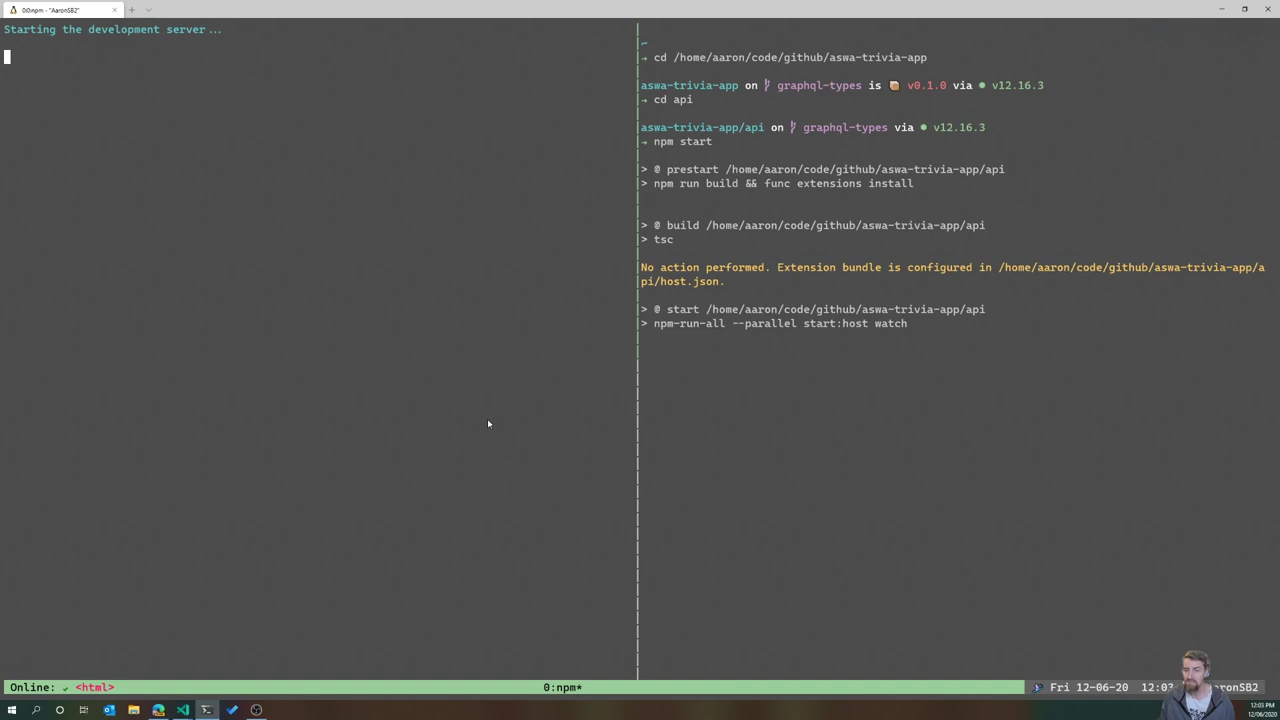 0:0:npm - "AaronSB2"
Starting the development server...
~
→ cd /home/aaron/code/github/aswa-trivia-app
aswa-trivia-app on graphql-types is v0.1.0 via v12.16.3
→ cd api
aswa-trivia-app/api on graphql-types via v12.16.3
→ npm start
> @ prestart /home/aaron/code/github/aswa-trivia-app/api
> npm run build && func extensions install
> @ build /home/aaron/code/github/aswa-trivia-app/api
> tsc
No action performed. Extension bundle is configured in /home/aaron/code/github/aswa-trivia-app/a
pi/host.json.
> @ start /home/aaron/code/github/aswa-trivia-app/api
> npm-run-all --parallel start:host watch
Online: ✓ <html>
0:npm*
Fri 12-06-20 12:03 aronSB2
12:03 PM
12/06/2020